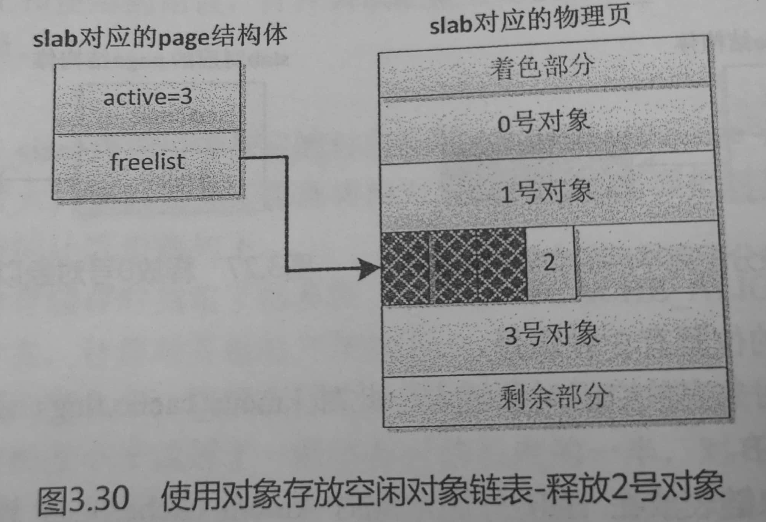 slab对应的page结构体
slab对应的物理页
active=3
freelist
着色部分
0号对象
1号对象
2
3号对象
剩余部分
图3.30 使用对象存放空闲对象链表-释放2号对象